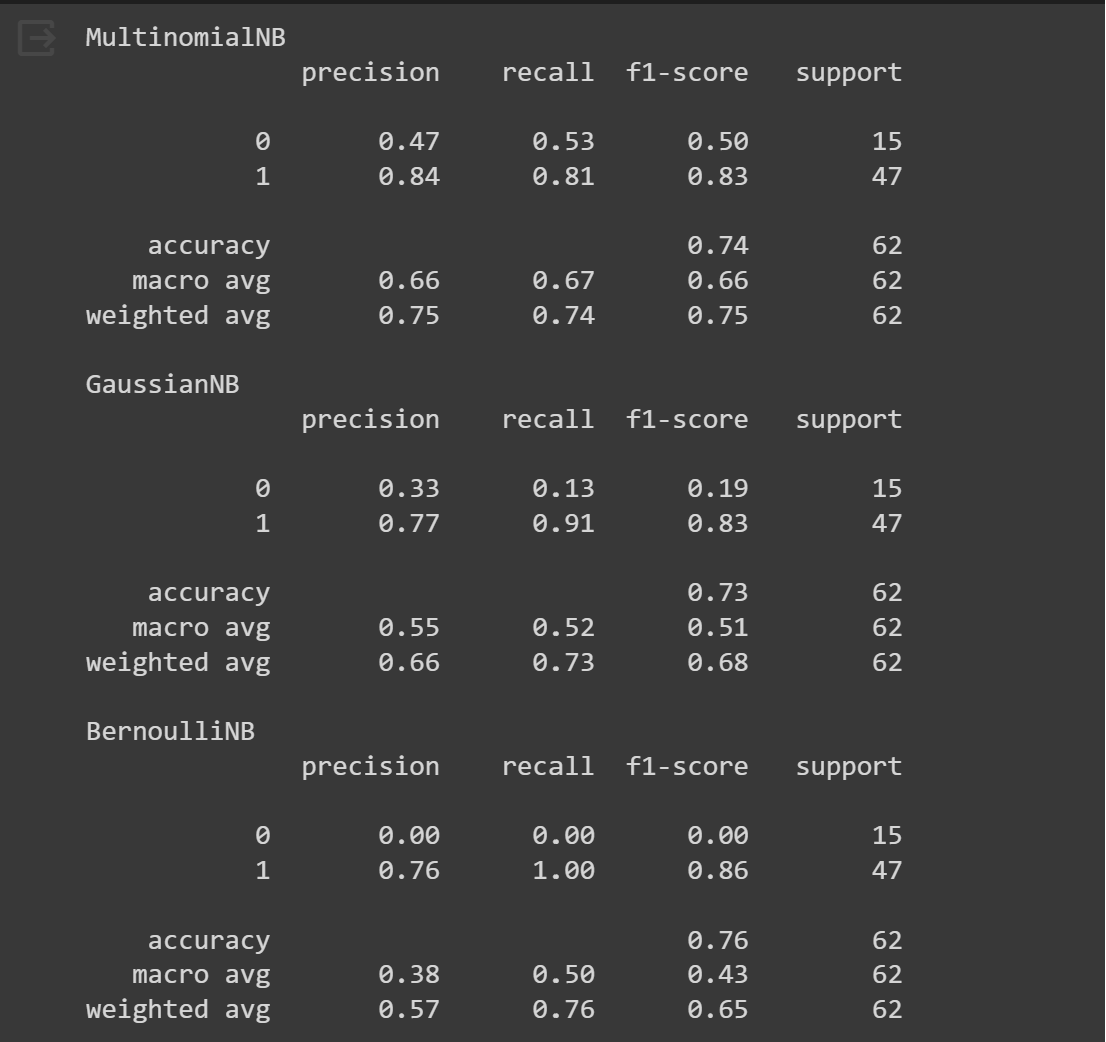 MultinomialNB
precision recall f1-score support
0 0.47 0.53 0.50 15
1 0.84 0.81 0.83 47
accuracy 0.74 62
macro avg 0.66 0.67 0.66 62
weighted avg 0.75 0.74 0.75 62
GaussianNB
precision recall f1-score support
0 0.33 0.13 0.19 15
1 0.77 0.91 0.83 47
accuracy 0.73 62
macro avg 0.55 0.52 0.51 62
weighted avg 0.66 0.73 0.68 62
BernoulliNB
precision recall f1-score support
0 0.00 0.00 0.00 15
1 0.76 1.00 0.86 47
accuracy 0.76 62
macro avg 0.38 0.50 0.43 62
weighted avg 0.57 0.76 0.65 62